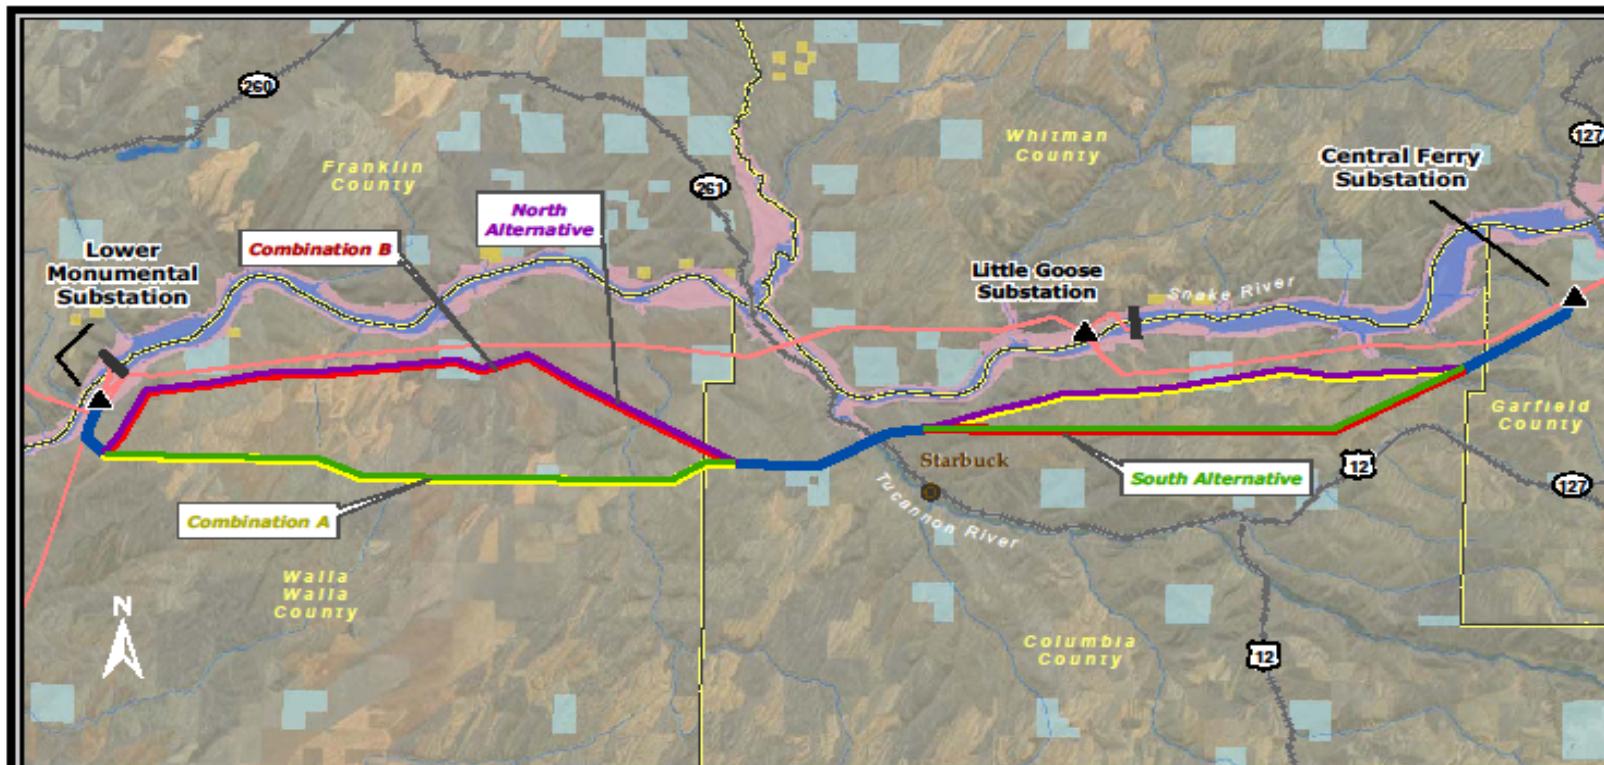 260
Franklin
County
261
Whitman
County
127
Central Ferry
Substation
North
Alternative
Combination B
Lower
Monumental
Substation
Little Goose
Substation
Snake River
Garfield
County
Starbuck
12
South Alternative
127
Tucannon River
Combination A
Walla
Walla
County
N
Columbia
County
12